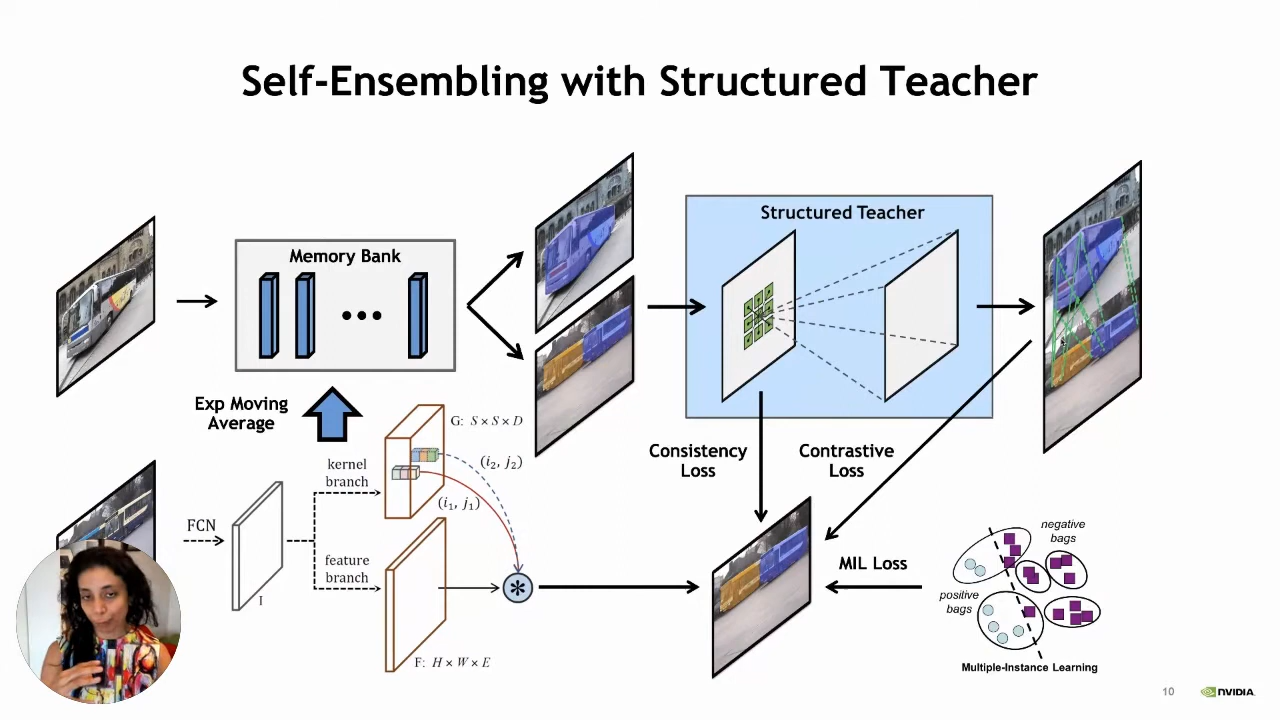 Self-Ensembling with Structured Teacher
Structured Teacher
Memory Bank
Exp Moving
Average
G: S × S × D
kernel
branch
(i₂, j₂)
(i₁, j₁)
Consistency
Loss
Contrastive
Loss
FCN
I
feature
branch
F: H × W × E
*
MIL Loss
negative
bags
positive
bags
Multiple-Instance Learning
10
NVIDIA